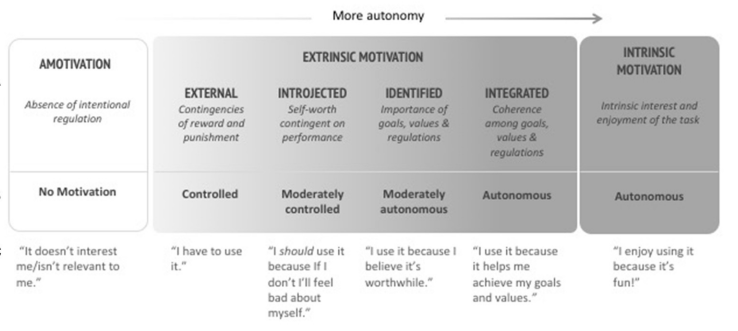 More autonomy
AMOTIVATION
Absence of intentional
regulation
No Motivation
"It doesn't interest
me/isn't relevant to
me."
EXTRINSIC MOTIVATION
EXTERNAL
Contingencies
of reward and
punishment
Controlled
"I have to use
it."
INTROJECTED
Self-worth
contingent on
performance
Moderately
controlled
"I should use it
because If I
don't I'll feel
bad about
myself."
IDENTIFIED
Importance of
goals, values &
regulations
Moderately
autonomous
"I use it because I
believe it's
worthwhile."
INTEGRATED
Coherence
among goals,
values &
regulations
Autonomous
"I use it because
it helps me
achieve my goals
and values."
INTRINSIC
MOTIVATION
Intrinsic interest and
enjoyment of the task
Autonomous
"I enjoy using it
because it's
fun!"